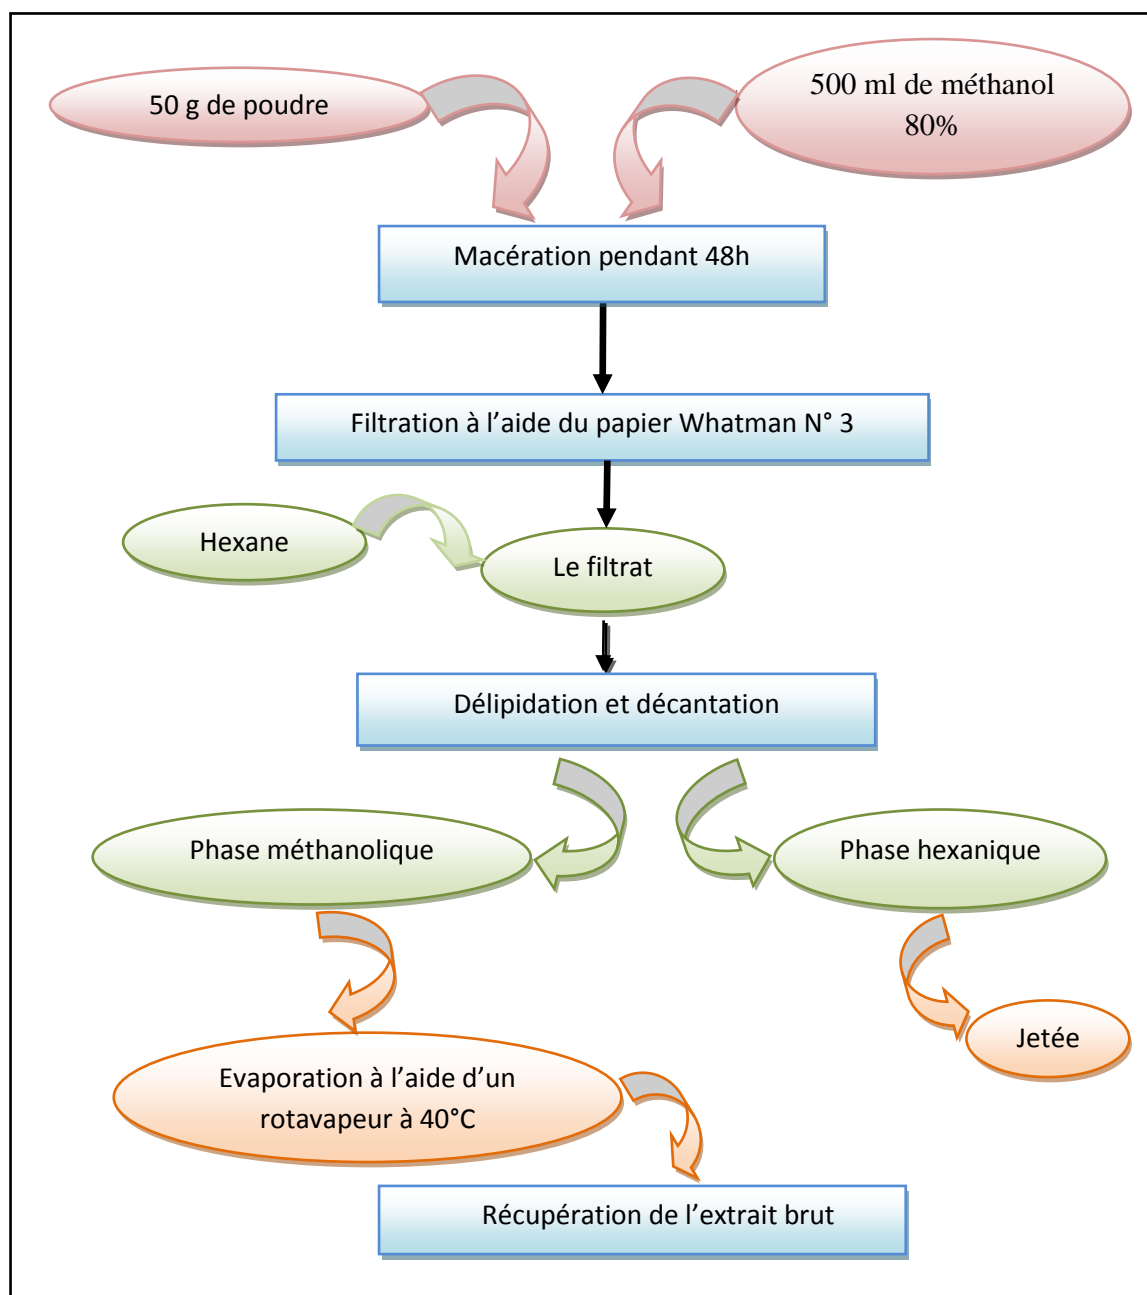 50 g de poudre
500 ml de méthanol
80%
Macération pendant 48h
Filtration à l’aide du papier Whatman N° 3
Hexane
Le filtrat
Délipidation et décantation
Phase méthanolique
Phase hexanique
Jetée
Evaporation à l’aide d’un
rotavapeur à 40°C
Récupération de l’extrait brut